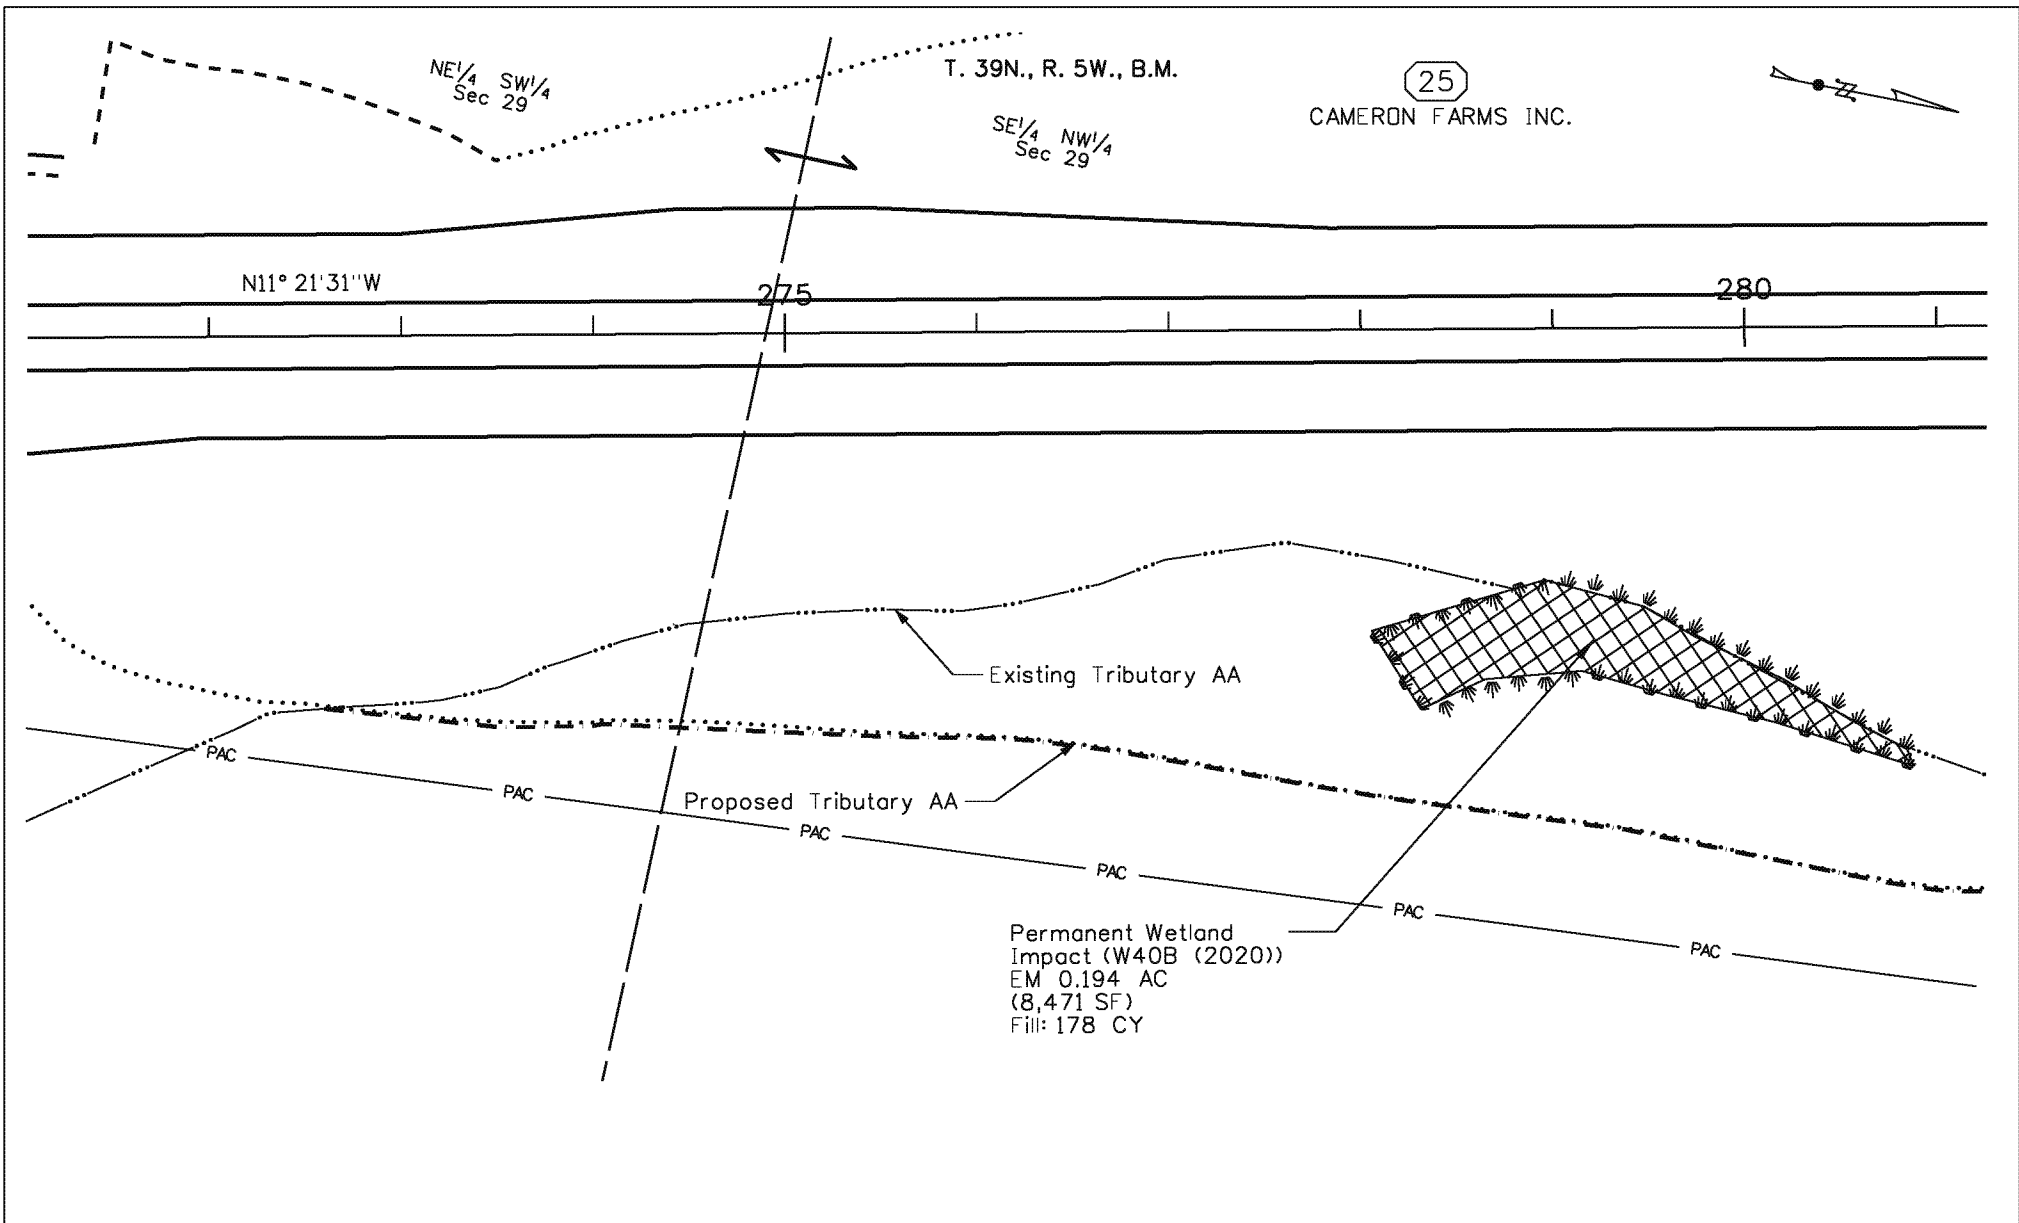 NE¼ SW¼
Sec 29
T. 39N., R. 5W., B.M.
25
CAMERON FARMS INC.
SE¼ NW¼
Sec 29
N11° 21'31''W
275
280
Existing Tributary AA
PAC
PAC
Proposed Tributary AA
PAC
PAC
PAC
PAC
Permanent Wetland
Impact (W40B (2020))
EM 0.194 AC
(8,471 SF)
Fill: 178 CY